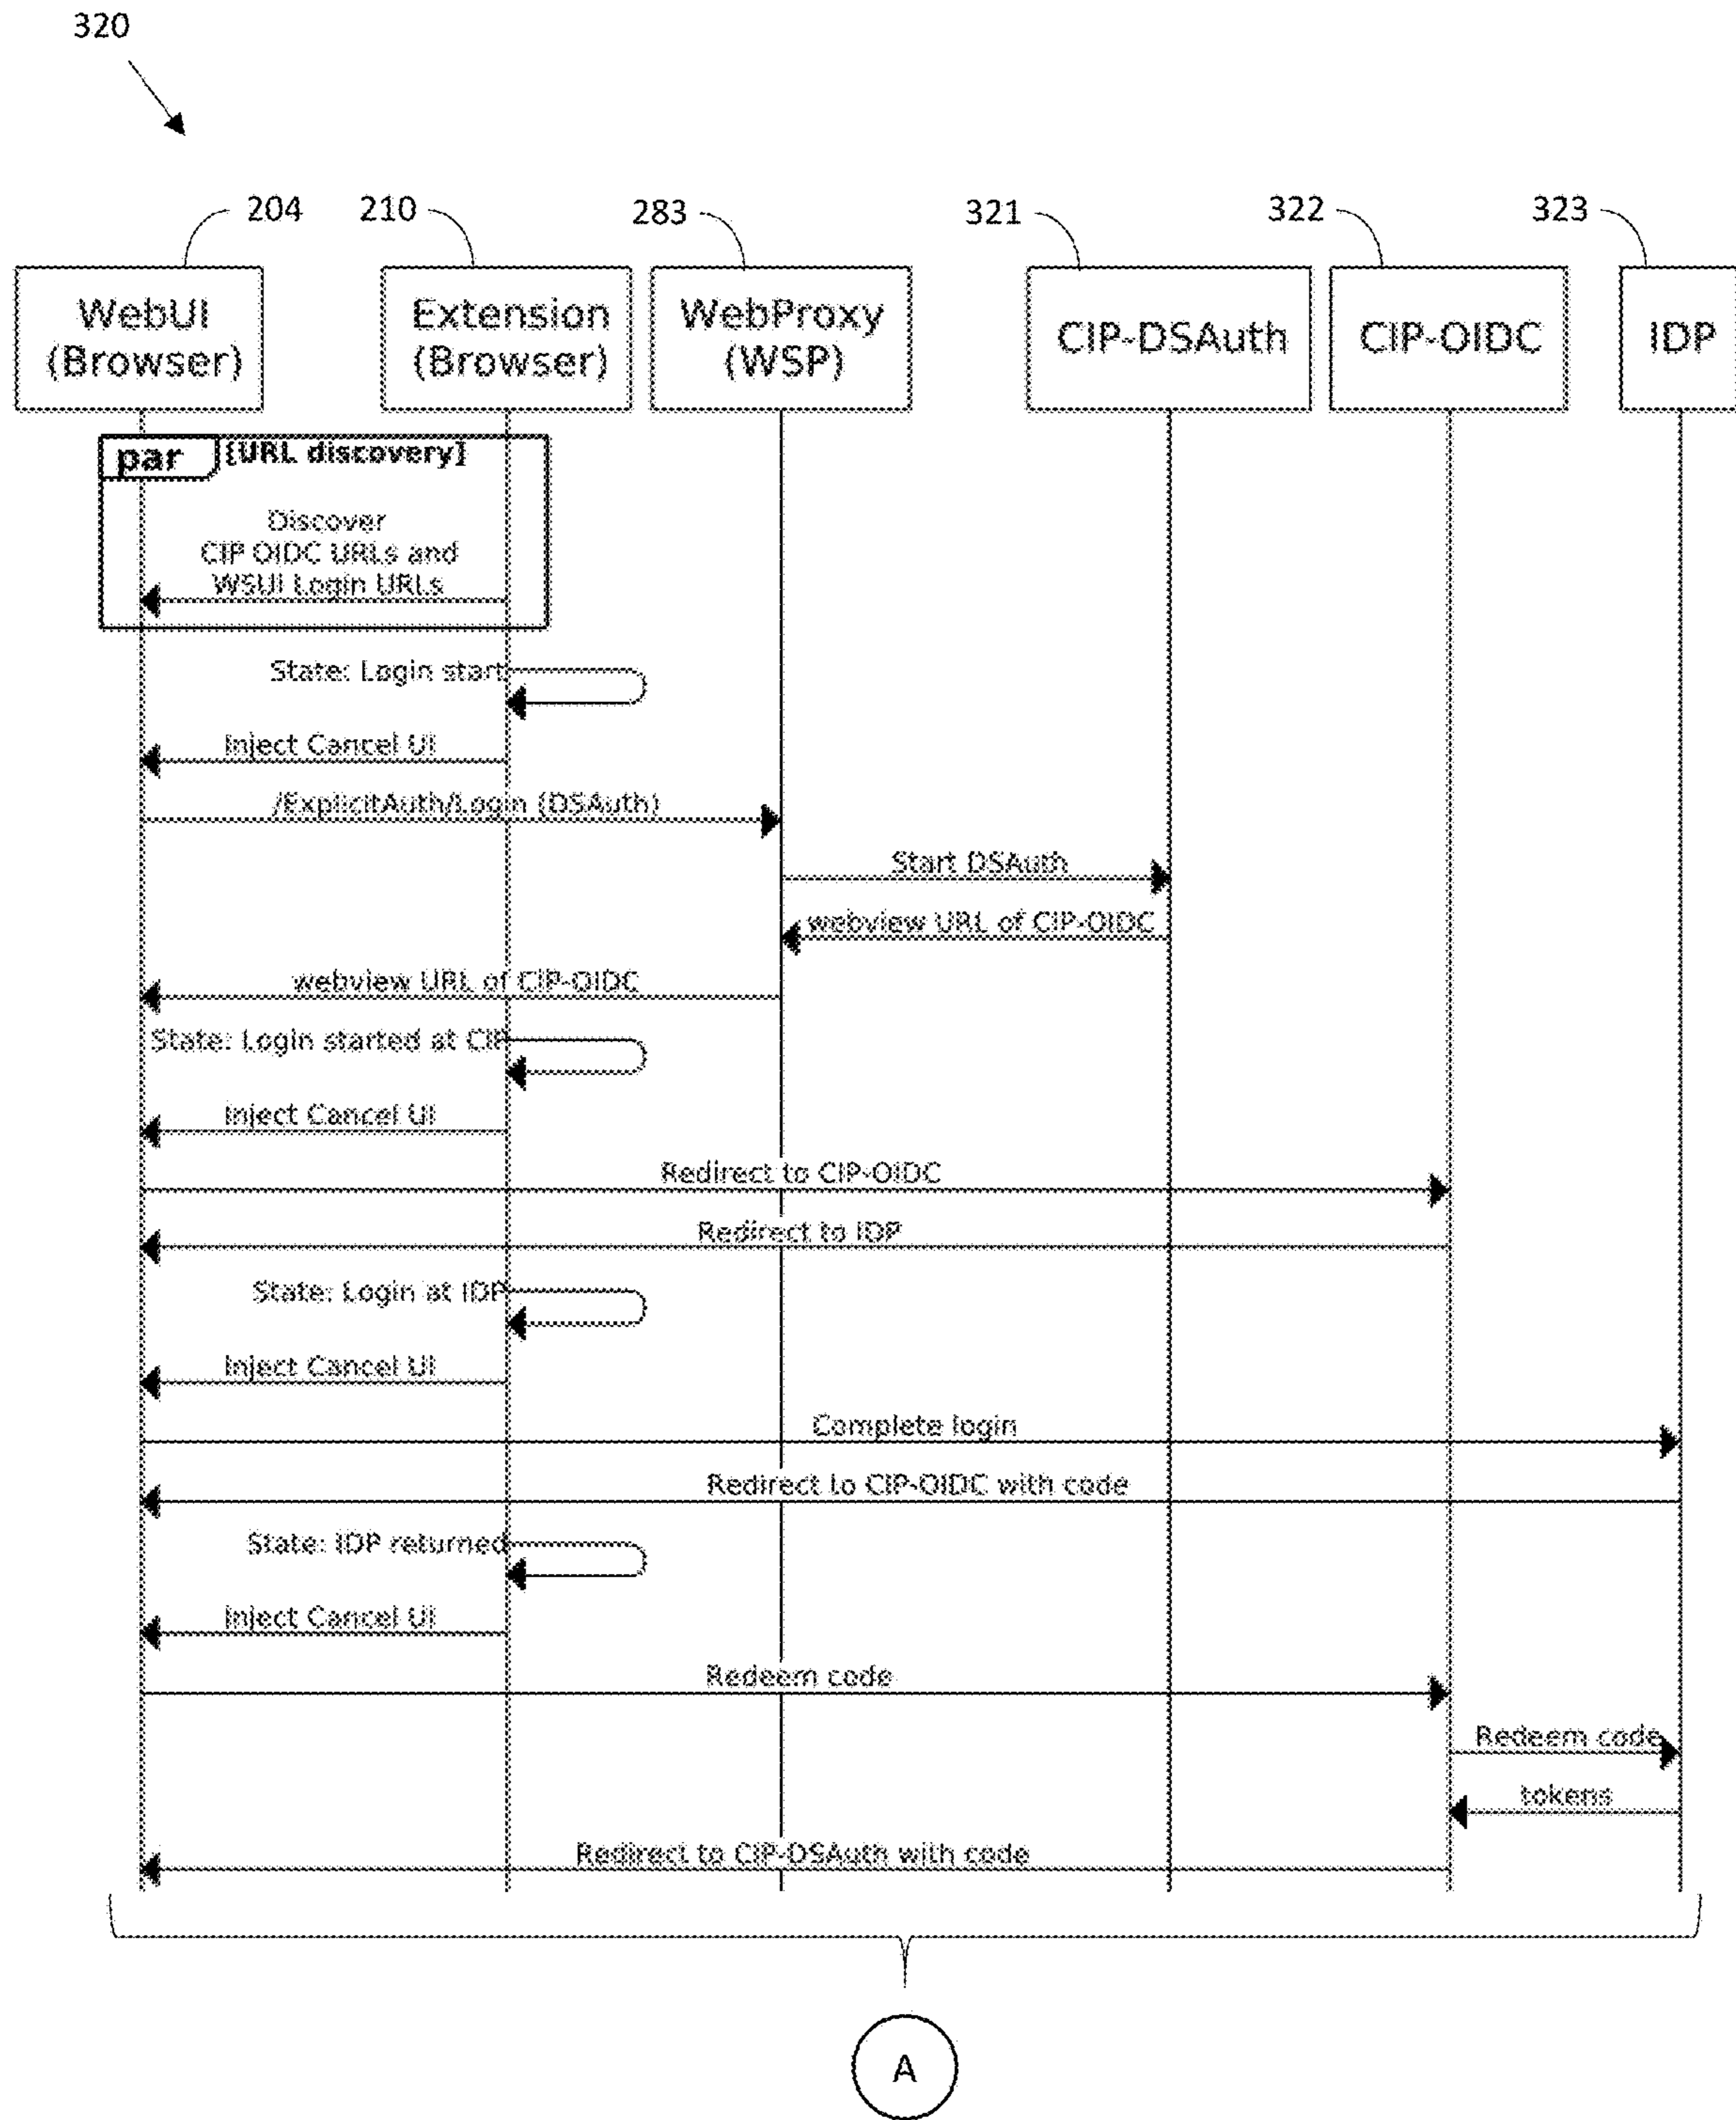 320
204
210
283
321
322
323
WebUI
(Browser)
Extension
(Browser)
WebProxy
(WSP)
CIP-DSAuth
CIP-OIDC
IDP
par
[URL discovery]
Discover
CIP OIDC URLs and
WSUI Login URLs
State: Login start
Inject Cancel UI
/ExplicitAuth/Login (DSAuth)
Start DSAuth
webview URL of CIP-OIDC
webview URL of CIP-OIDC
State: Login started at CIP
Inject Cancel UI
Redirect to CIP-OIDC
Redirect to IDP
State: Login at IDP
Inject Cancel UI
Complete login
Redirect to CIP-OIDC with code
State: IDP returned
Inject Cancel UI
Redeem code
Redeem code
tokens
Redirect to CIP-DSAuth with code
A